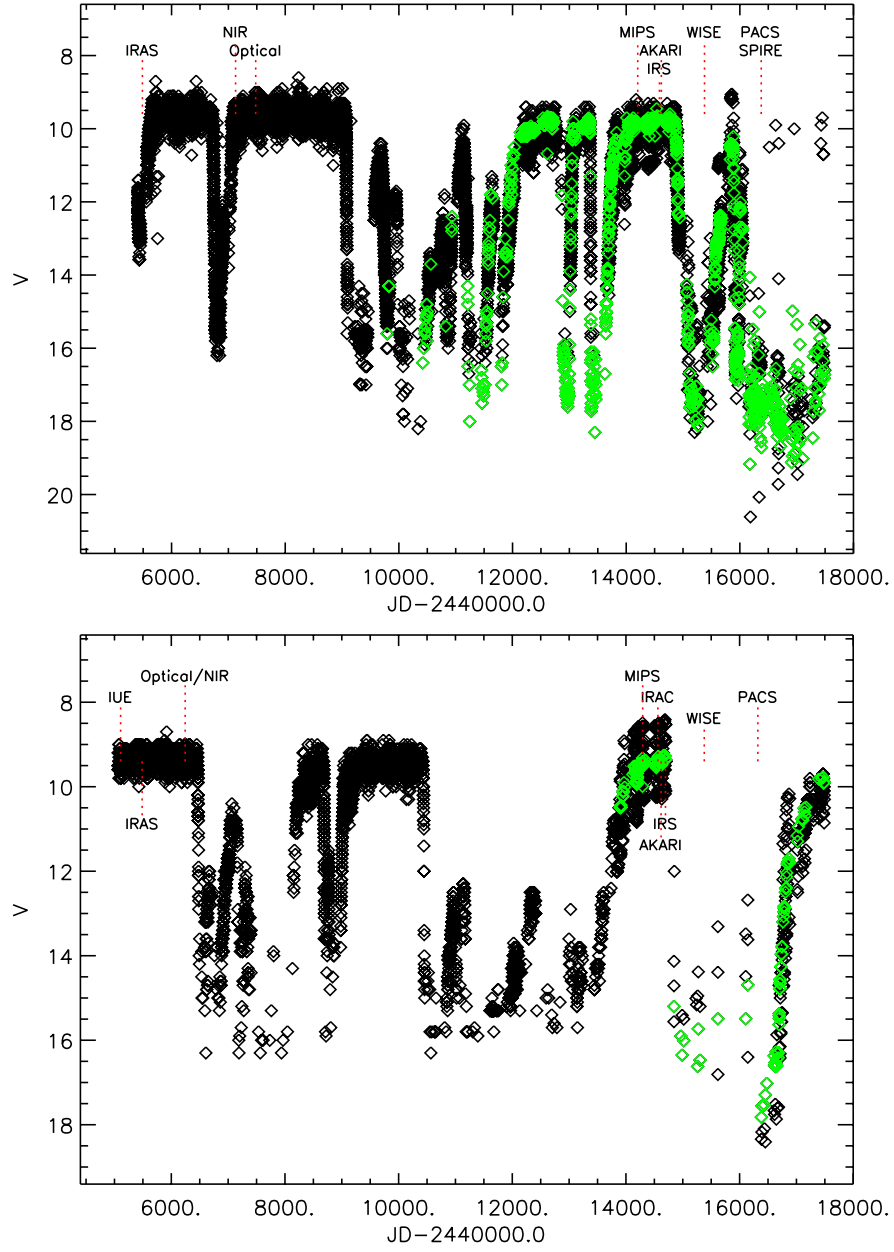 NIR MIPS WISE PACS
IRAS Optical AKARI SPIRE
IRS
10
12
14
16
18
20
V
6000. 8000. 10000. 12000. 14000. 16000. 18000.
JD-2440000.0
Optical/NIR MIPS
IUE IRAC PACS
WISE
IRAS IRS
AKARI
8
10
12
14
16
18
V
6000. 8000. 10000. 12000. 14000. 16000. 18000.
JD-2440000.0